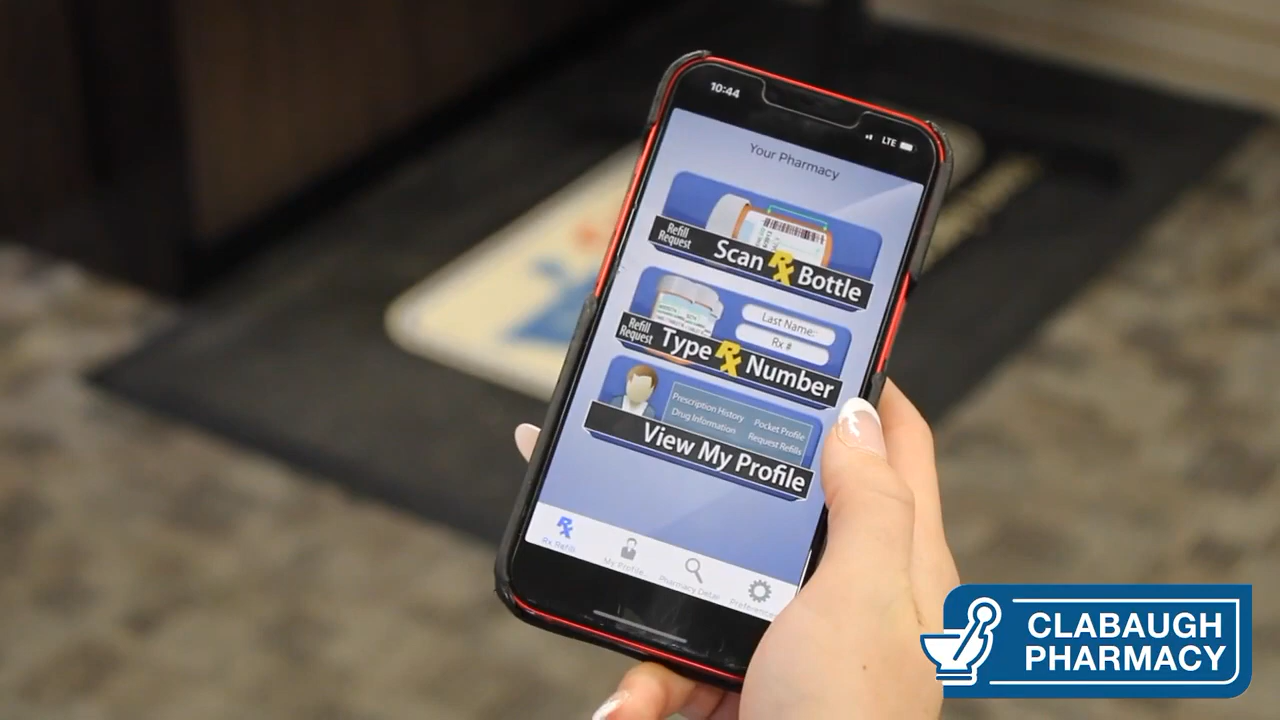 10:44
LTE
Your Pharmacy
Refill
Request
Scan Rx Bottle
Last Name:
Rx #
Refill
Request
Type Rx Number
Prescription History
Pocket Profile
Drug Information
Request Refills
View My Profile
Rx Refill
My Profile
Pharmacy Detail
Preferences
CLABAUGH
PHARMACY